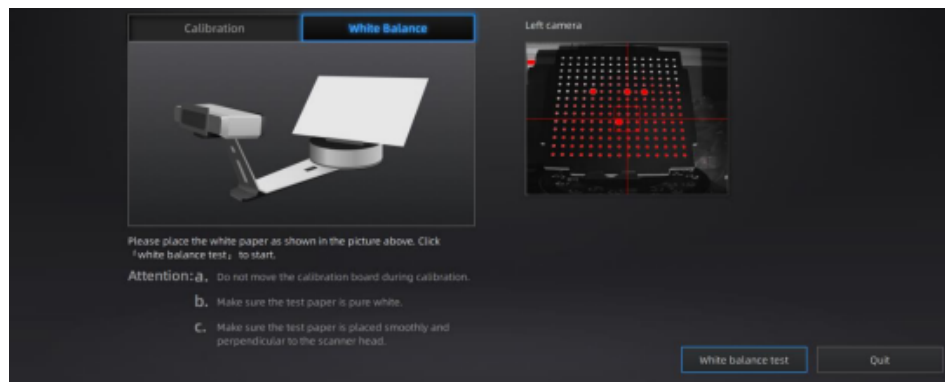 Calibration
White Balance
Left camera
Please place the white paper as shown in the picture above. Click
「white balance test」 to start.
Attention: a. Do not move the calibration board during calibration.
b. Make sure the test paper is pure white.
c. Make sure the test paper is placed smoothly and
perpendicular to the scanner head.
White balance test
Quit